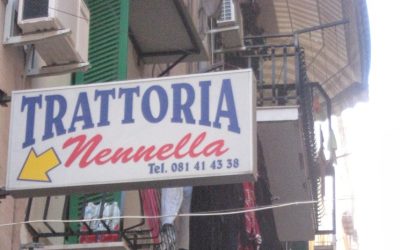 TRATTORIA
Nennella
Tel. 081 41 43 38